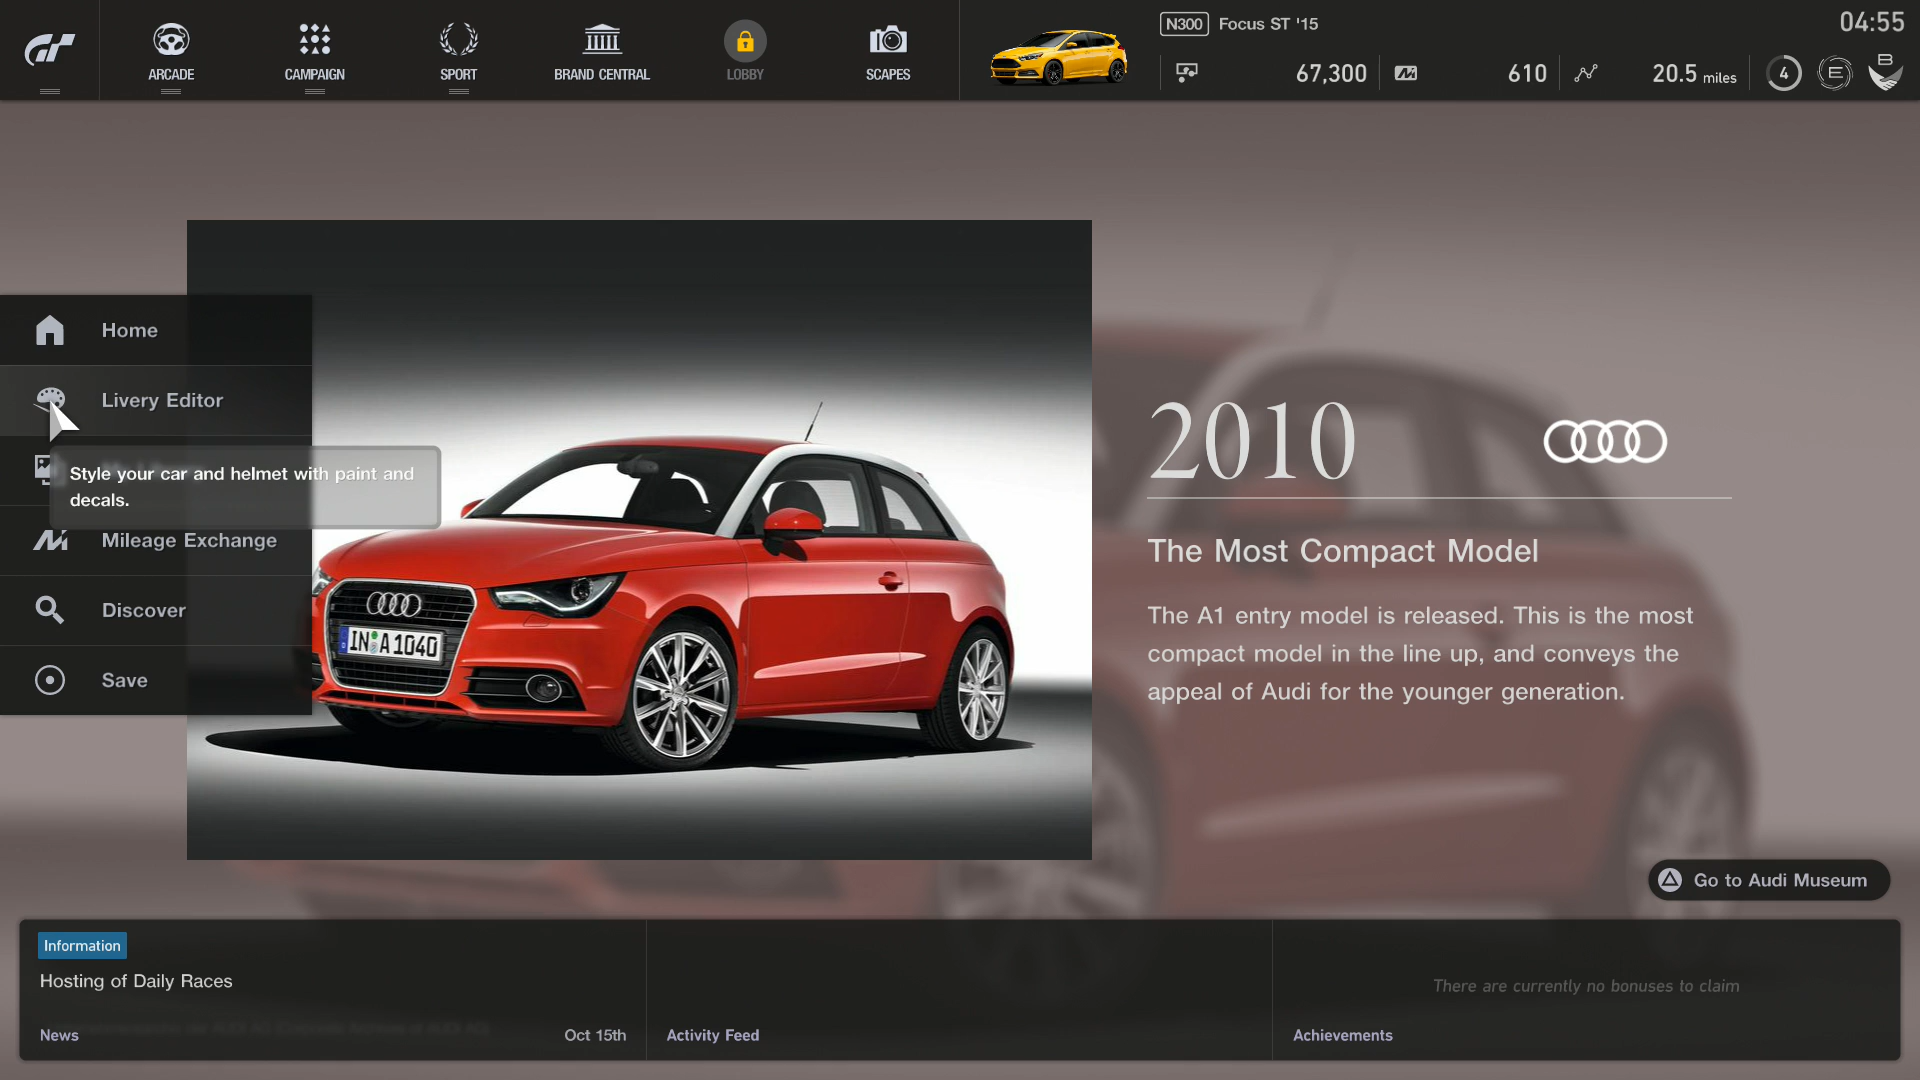 ARCADE
CAMPAIGN
SPORT
BRAND CENTRAL
LOBBY
SCAPES
N300 Focus ST '15
67,300
610
20.5 miles
04:55
4
E
B
Home
Livery Editor
Style your car and helmet with paint and
decals.
Mileage Exchange
Discover
Save
IN A 1040
2010
The Most Compact Model
The A1 entry model is released. This is the most
compact model in the line up, and conveys the
appeal of Audi for the younger generation.
Go to Audi Museum
Information
Hosting of Daily Races
News
Oct 15th
Activity Feed
There are currently no bonuses to claim
Achievements